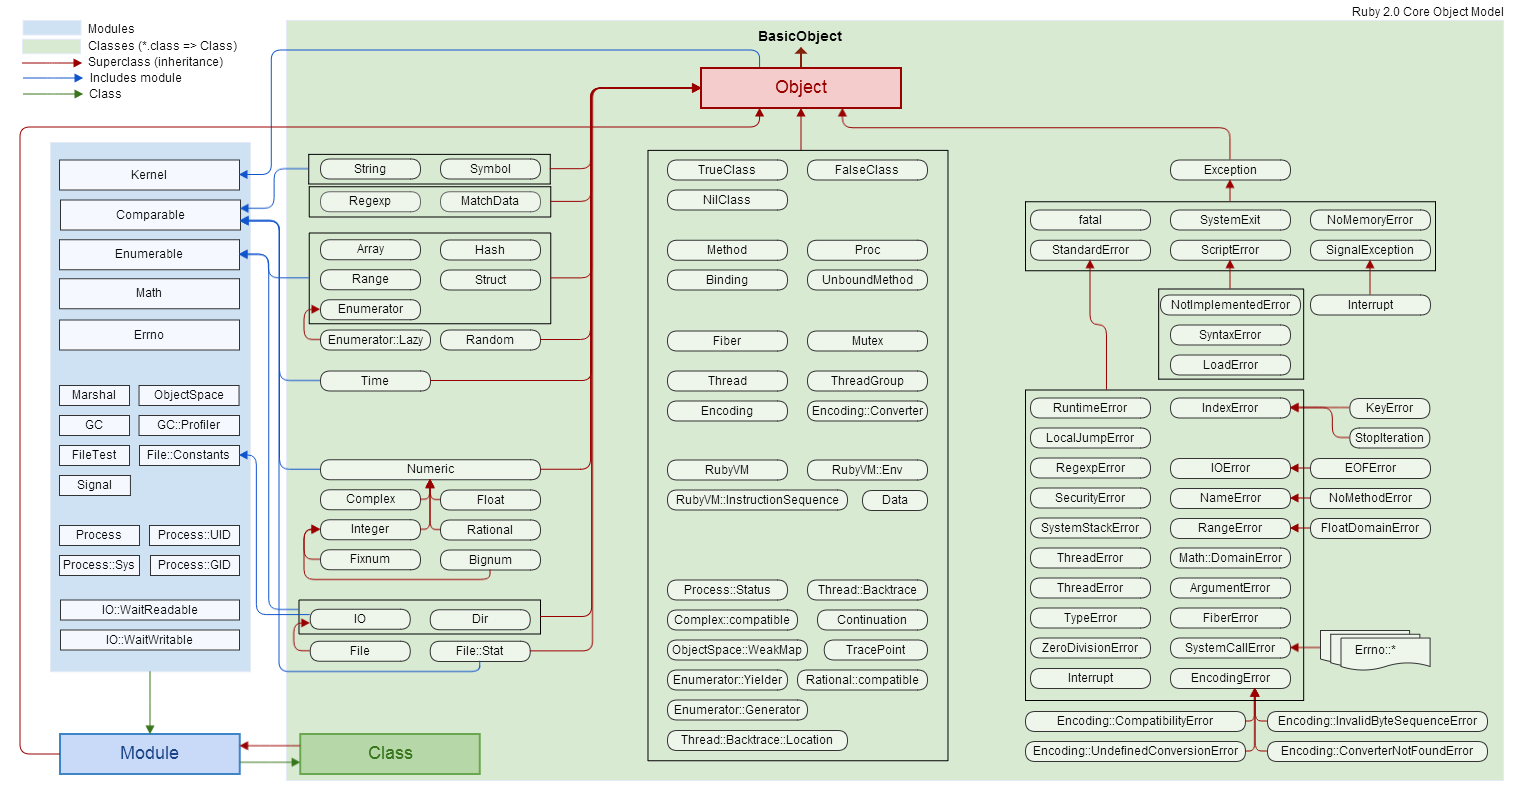 Ruby 2.0 Core Object Model
Modules
Classes (*.class => Class)
Superclass (inheritance)
Includes module
Class
BasicObject
Object
Kernel
Comparable
Enumerable
Math
Errno
Marshal
ObjectSpace
GC
GC::Profiler
FileTest
File::Constants
Signal
Process
Process::UID
Process::Sys
Process::GID
IO::WaitReadable
IO::WaitWritable
Module
Class
String
Symbol
Regexp
MatchData
Array
Hash
Range
Struct
Enumerator
Enumerator::Lazy
Random
Time
Numeric
Complex
Float
Integer
Rational
Fixnum
Bignum
IO
Dir
File
File::Stat
TrueClass
FalseClass
NilClass
Method
Proc
Binding
UnboundMethod
Fiber
Mutex
Thread
ThreadGroup
Encoding
Encoding::Converter
RubyVM
RubyVM::Env
RubyVM::InstructionSequence
Data
Process::Status
Thread::Backtrace
Complex::compatible
Continuation
ObjectSpace::WeakMap
TracePoint
Enumerator::Yielder
Rational::compatible
Enumerator::Generator
Thread::Backtrace::Location
Exception
fatal
SystemExit
NoMemoryError
StandardError
ScriptError
SignalException
NotImplementedError
Interrupt
SyntaxError
LoadError
RuntimeError
IndexError
KeyError
LocalJumpError
StopIteration
RegexpError
IOError
EOFError
SecurityError
NameError
NoMethodError
SystemStackError
RangeError
FloatDomainError
ThreadError
Math::DomainError
ThreadError
ArgumentError
TypeError
FiberError
ZeroDivisionError
SystemCallError
Errno::*
Interrupt
EncodingError
Encoding::CompatibilityError
Encoding::InvalidByteSequenceError
Encoding::UndefinedConversionError
Encoding::ConverterNotFoundError